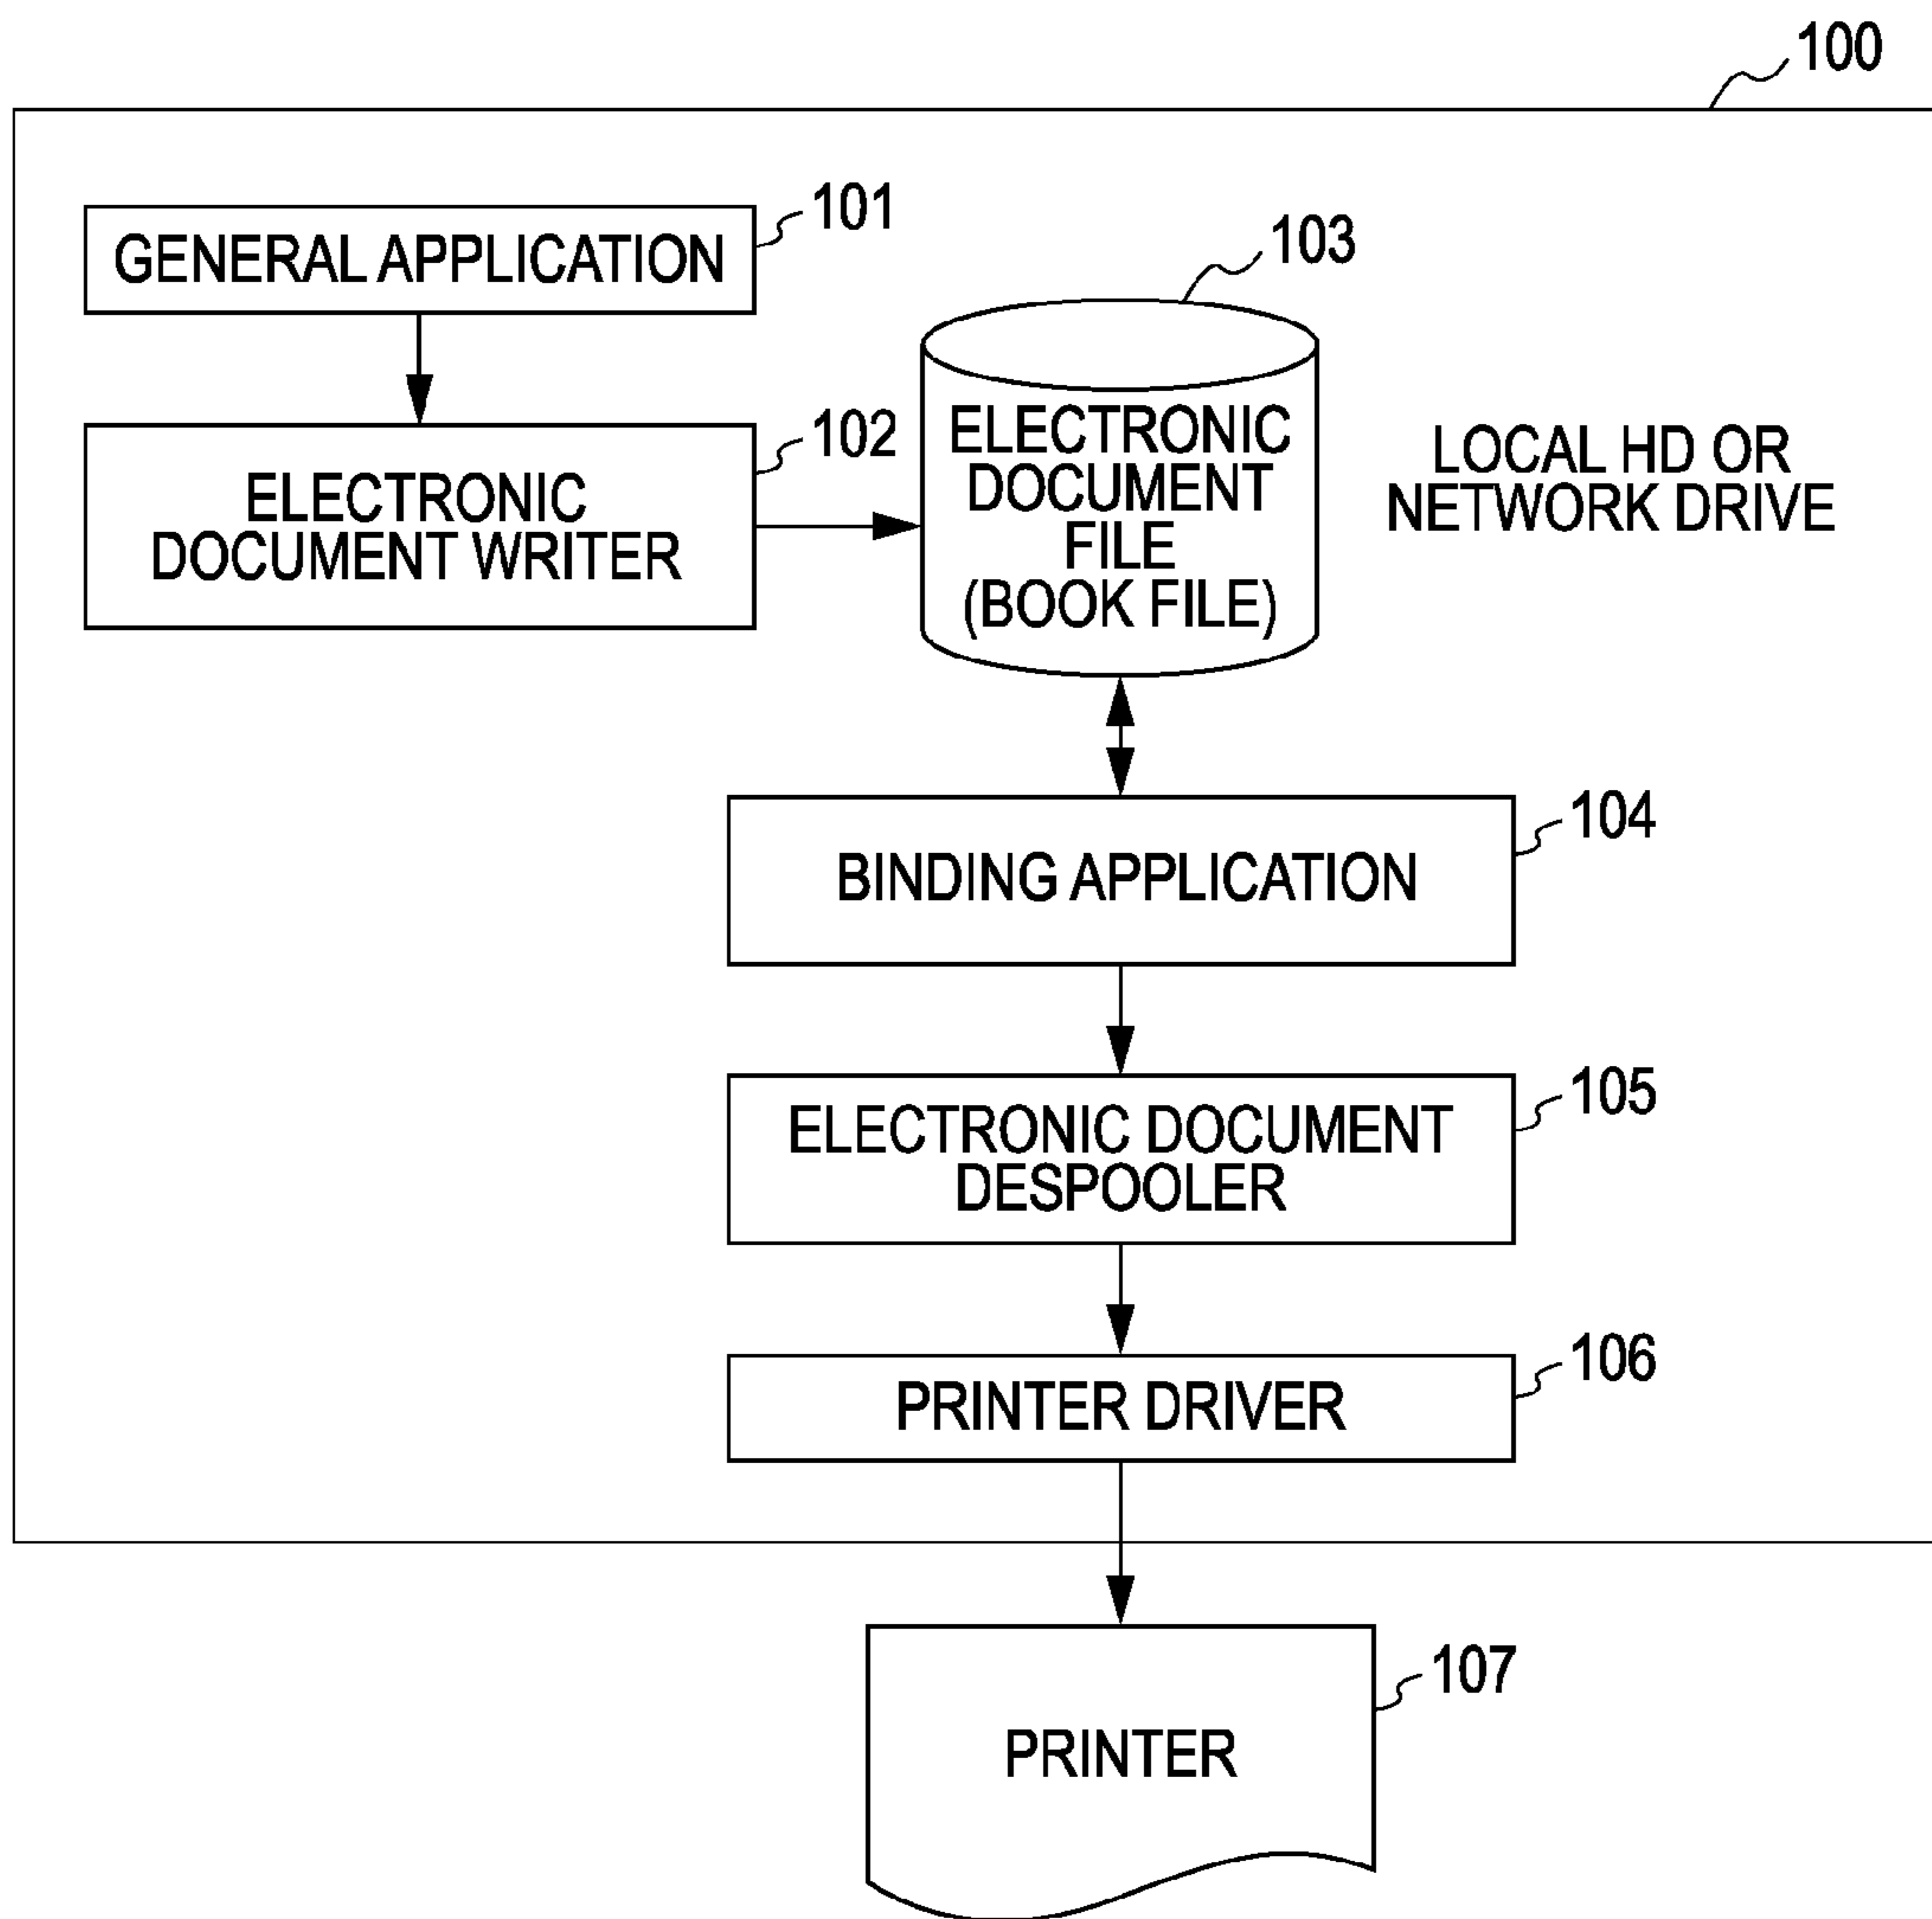 100
101
GENERAL APPLICATION
103
102
ELECTRONIC
DOCUMENT WRITER
ELECTRONIC
DOCUMENT
FILE
(BOOK FILE)
LOCAL HD OR
NETWORK DRIVE
104
BINDING APPLICATION
105
ELECTRONIC DOCUMENT
DESPOOLER
106
PRINTER DRIVER
107
PRINTER